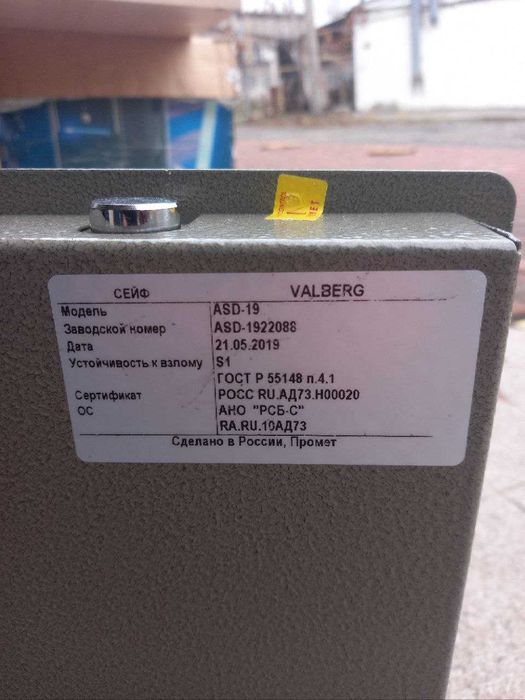 СЕЙФ VALBERG
Модель ASD-19
Заводской номер ASD-1922088
Дата 21.05.2019
Устойчивость к взлому S1
ГОСТ Р 55148 п.4.1
Сертификат РОСС RU.АД73.Н00020
ОС АНО "РСБ-С"
RA.RU.10АД73
Сделано в России, Промет